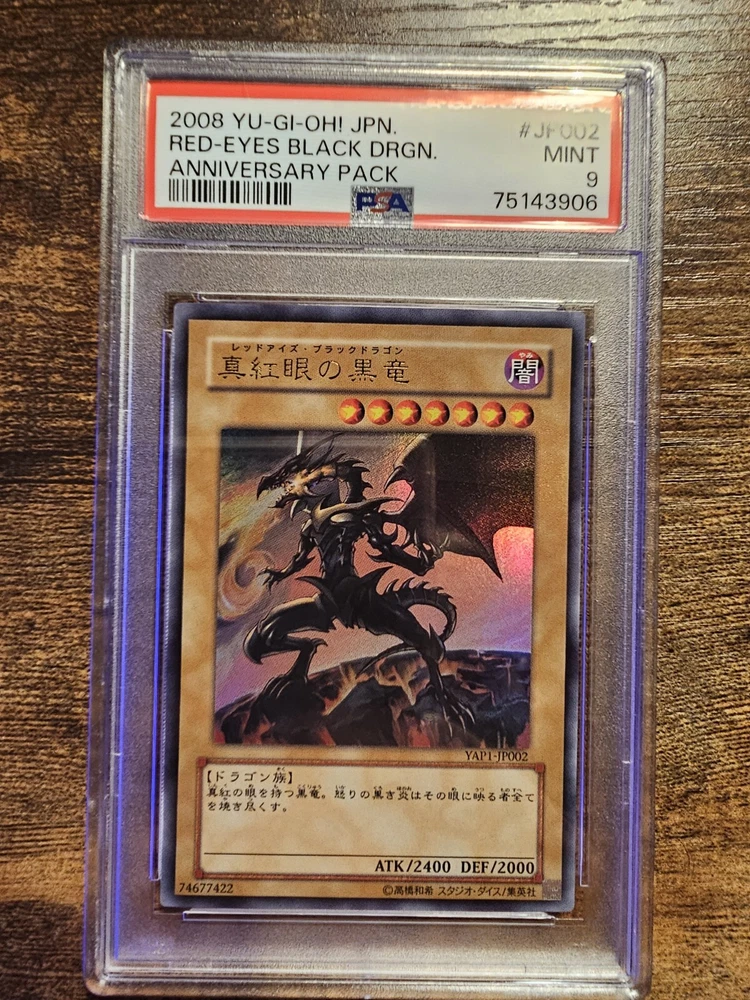 2008 YU-GI-OH! JPN.
#JP002
RED-EYES BLACK DRGN.
MINT
ANNIVERSARY PACK
9
PSA
75143906
レッドアイズ・ブラックドラゴン
真紅眼の黒竜
やみ
闇
YAP1-JP002
【ドラゴン族】
真紅の眼を持つ黒竜。怒りの黒き炎はその眼に映る者全て
を焼き尽くす。
ATK/2400 DEF/2000
74677422
©高橋和希 スタジオ・ダイス/集英社